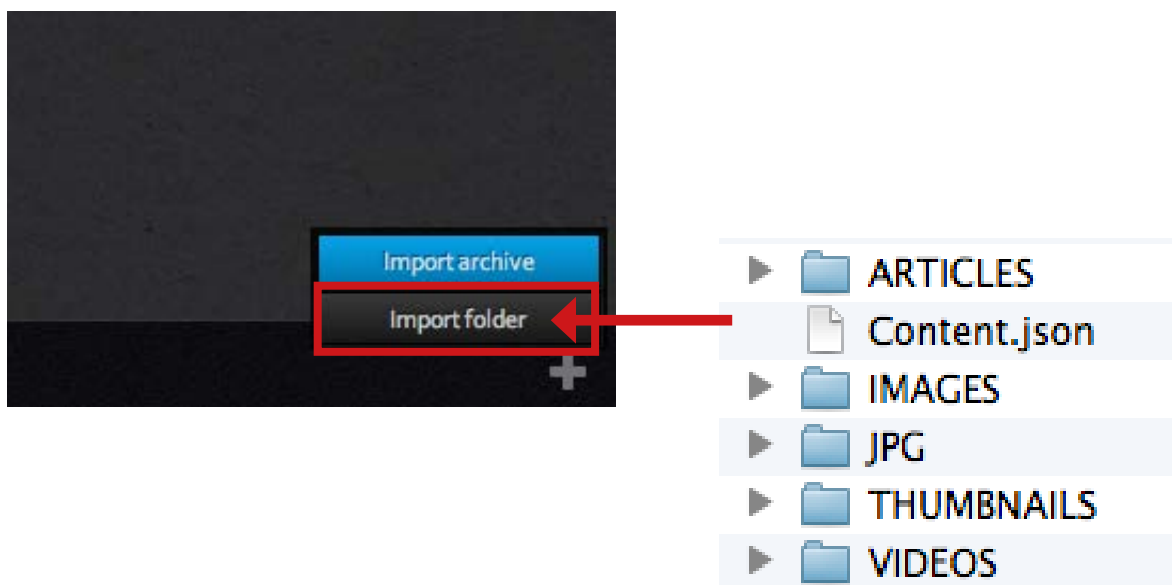 Import archive
Import folder
ARTICLES
Content.json
IMAGES
JPG
THUMBNAILS
VIDEOS